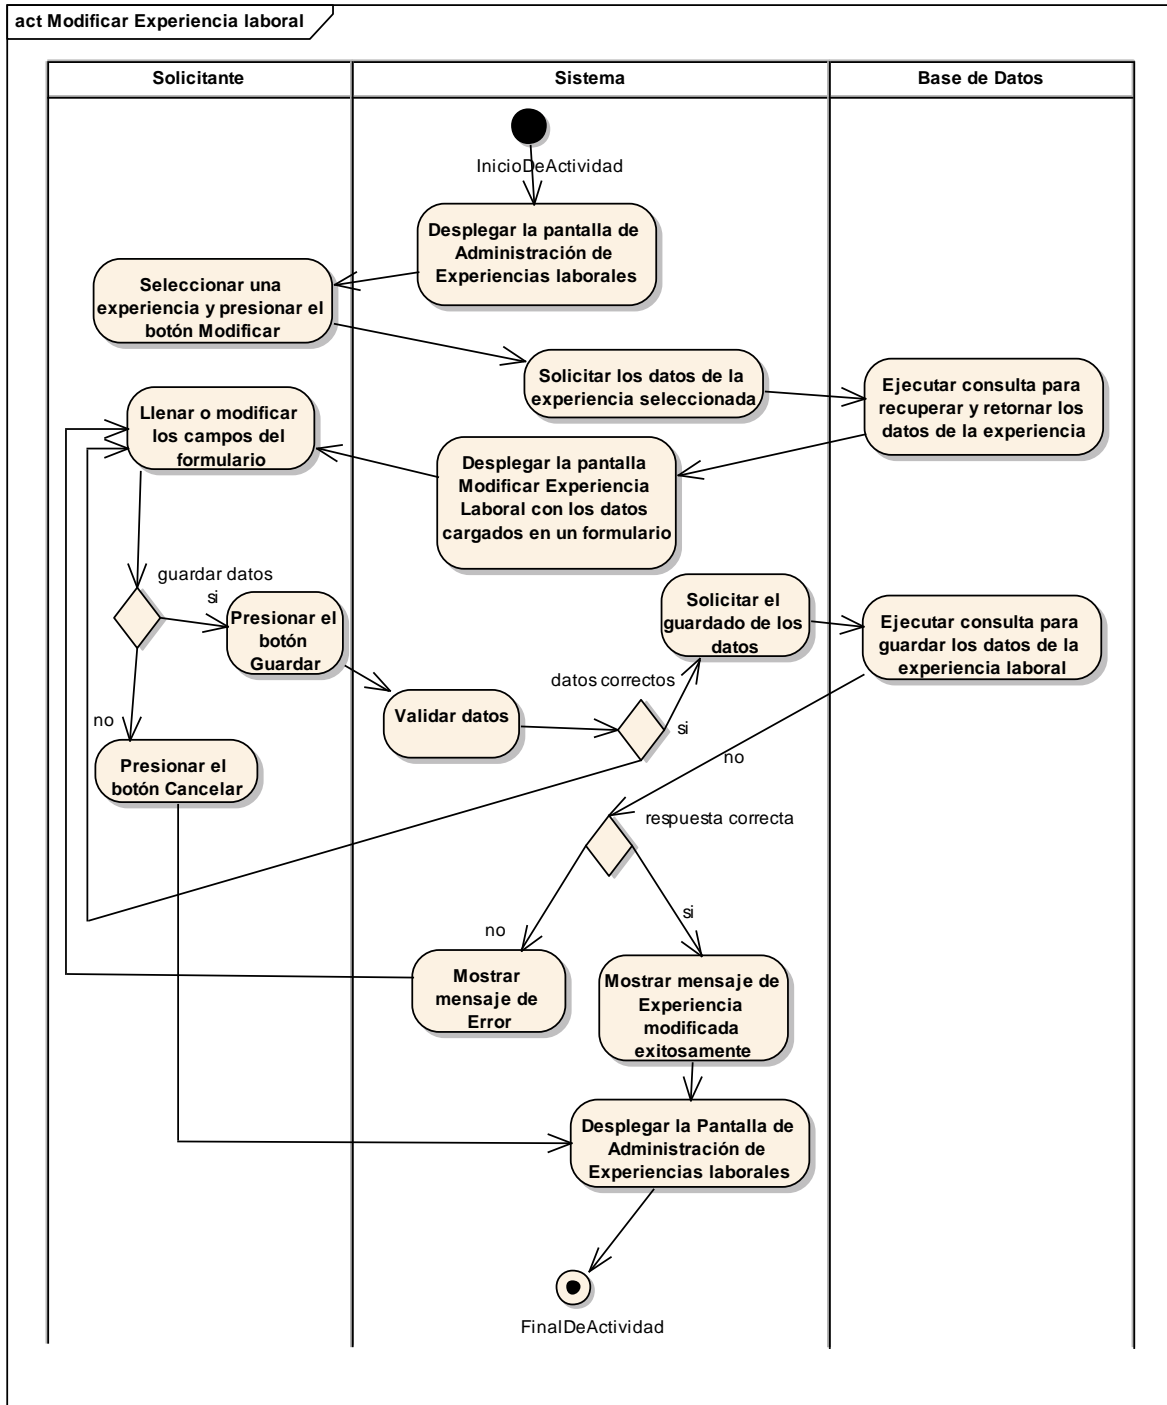 act Modificar Experiencia laboral
Solicitante
Sistema
Base de Datos
InicioDeActividad
Desplegar la pantalla de
Administración de
Experiencias laborales
Seleccionar una
experiencia y presionar el
botón Modificar
Solicitar los datos de la
experiencia seleccionada
Ejecutar consulta para
recuperar y retornar los
datos de la experiencia
Llenar o modificar
los campos del
formulario
Desplegar la pantalla
Modificar Experiencia
Laboral con los datos
cargados en un formulario
guardar datos
si
Presionar el
botón
Guardar
Solicitar el
guardado de los
datos
Ejecutar consulta para
guardar los datos de la
experiencia laboral
datos correctos
Validar datos
si
no
no
Presionar el
botón Cancelar
respuesta correcta
si
no
Mostrar
mensaje de
Error
Mostrar mensaje de
Experiencia
modificada
exitosamente
Desplegar la Pantalla de
Administración de
Experiencias laborales
FinalDeActividad